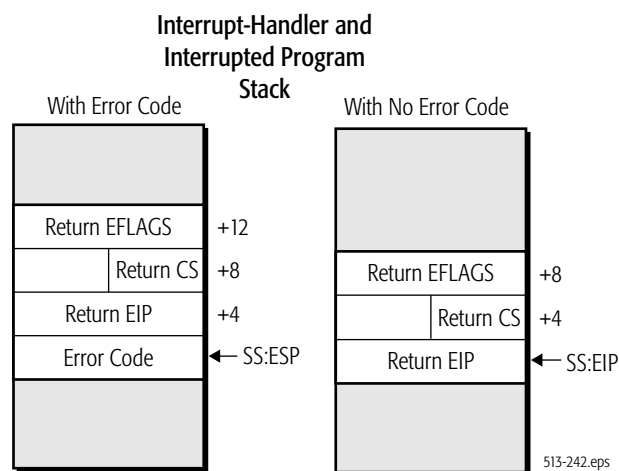 Interrupt-Handler and
Interrupted Program
Stack
With Error Code
Return EFLAGS +12
Return CS +8
Return EIP +4
Error Code SS:ESP
With No Error Code
Return EFLAGS +8
Return CS +4
Return EIP SS:EIP
513-242.eps